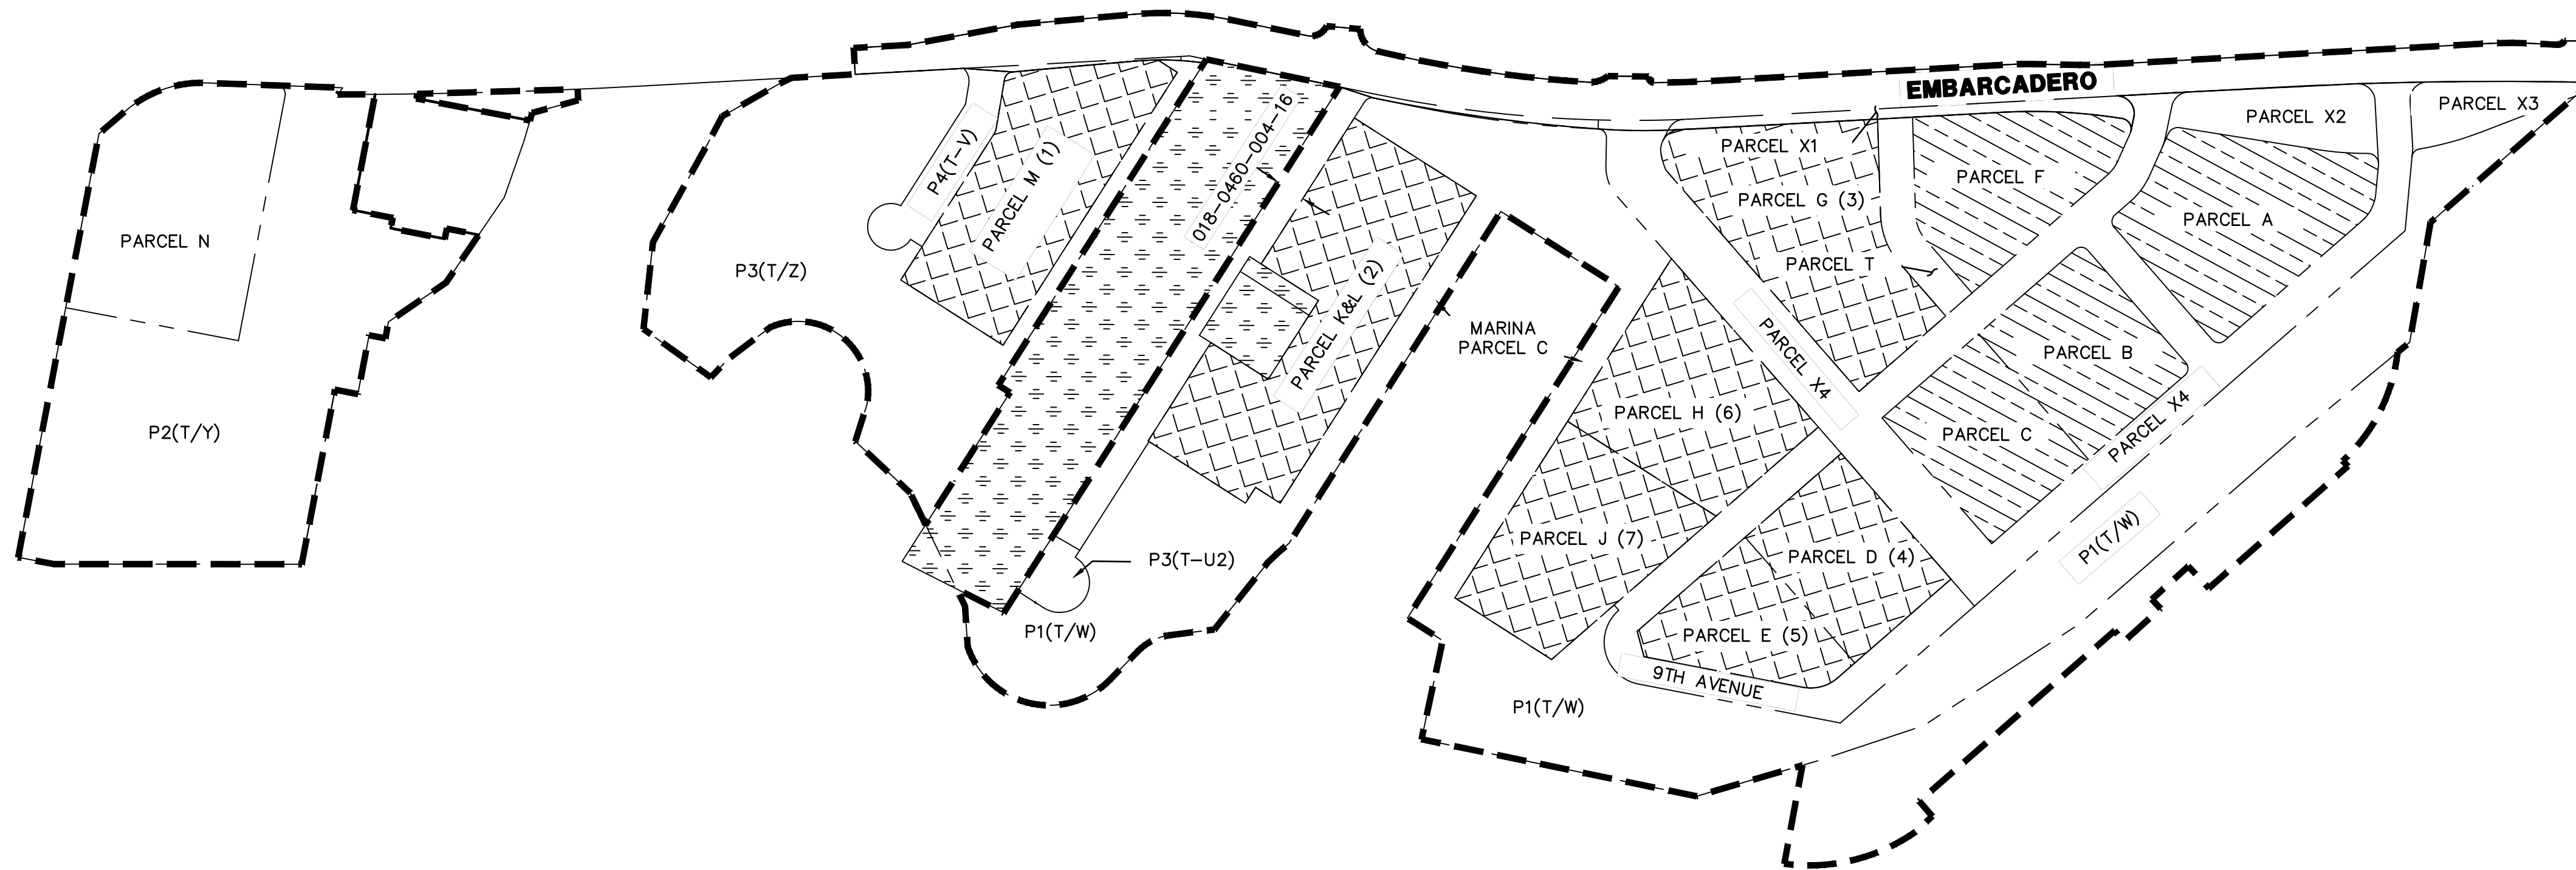 EMBARCADERO
PARCEL X3
PARCEL X2
PARCEL X1
PARCEL F
PARCEL G (3)
PARCEL A
PARCEL T
PARCEL N
P3(T/Z)
P4(T-V)
PARCEL M (1)
018-0460-004-16
PARCEL K&L (2)
MARINA
PARCEL C
PARCEL X4
PARCEL B
PARCEL H (6)
PARCEL C
PARCEL X4
P2(T/Y)
PARCEL J (7)
PARCEL D (4)
P1(T/W)
P3(T-U2)
P1(T/W)
PARCEL E (5)
9TH AVENUE
P1(T/W)